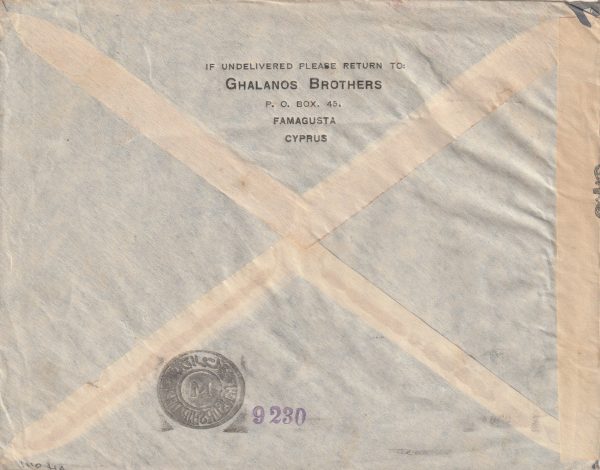 IF UNDELIVERED PLEASE RETURN TO:
GHALANOS BROTHERS
P. O. BOX. 45.
FAMAGUSTA
CYPRUS
9230